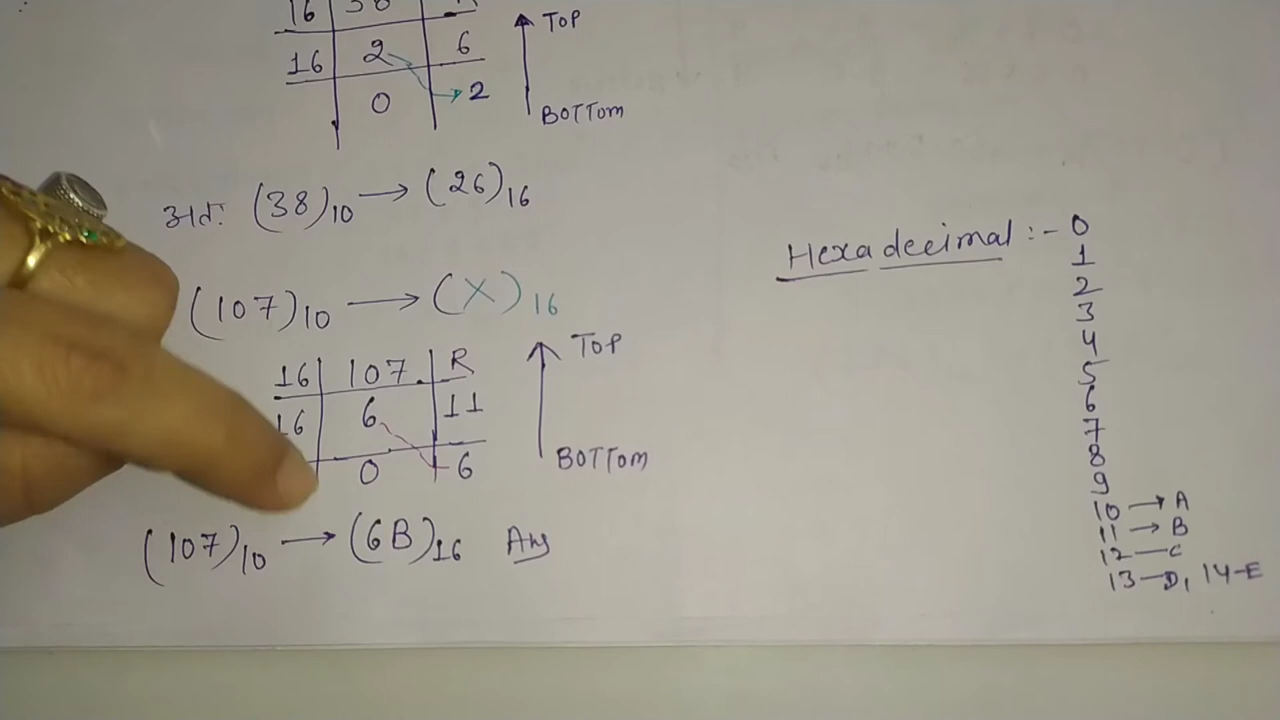 16 38
16 2 6
0 → 2
TOP
BOTTOM
अतः (38)10 → (26)16
(107)10 → (X)16
16 107 R
16 6 11
0 6
TOP
BOTTOM
(107)10 → (6B)16 Ans
Hexadecimal :- 0
1
2
3
4
5
6
7
8
9
10 → A
11 → B
12 — C
13 — D, 14 - E